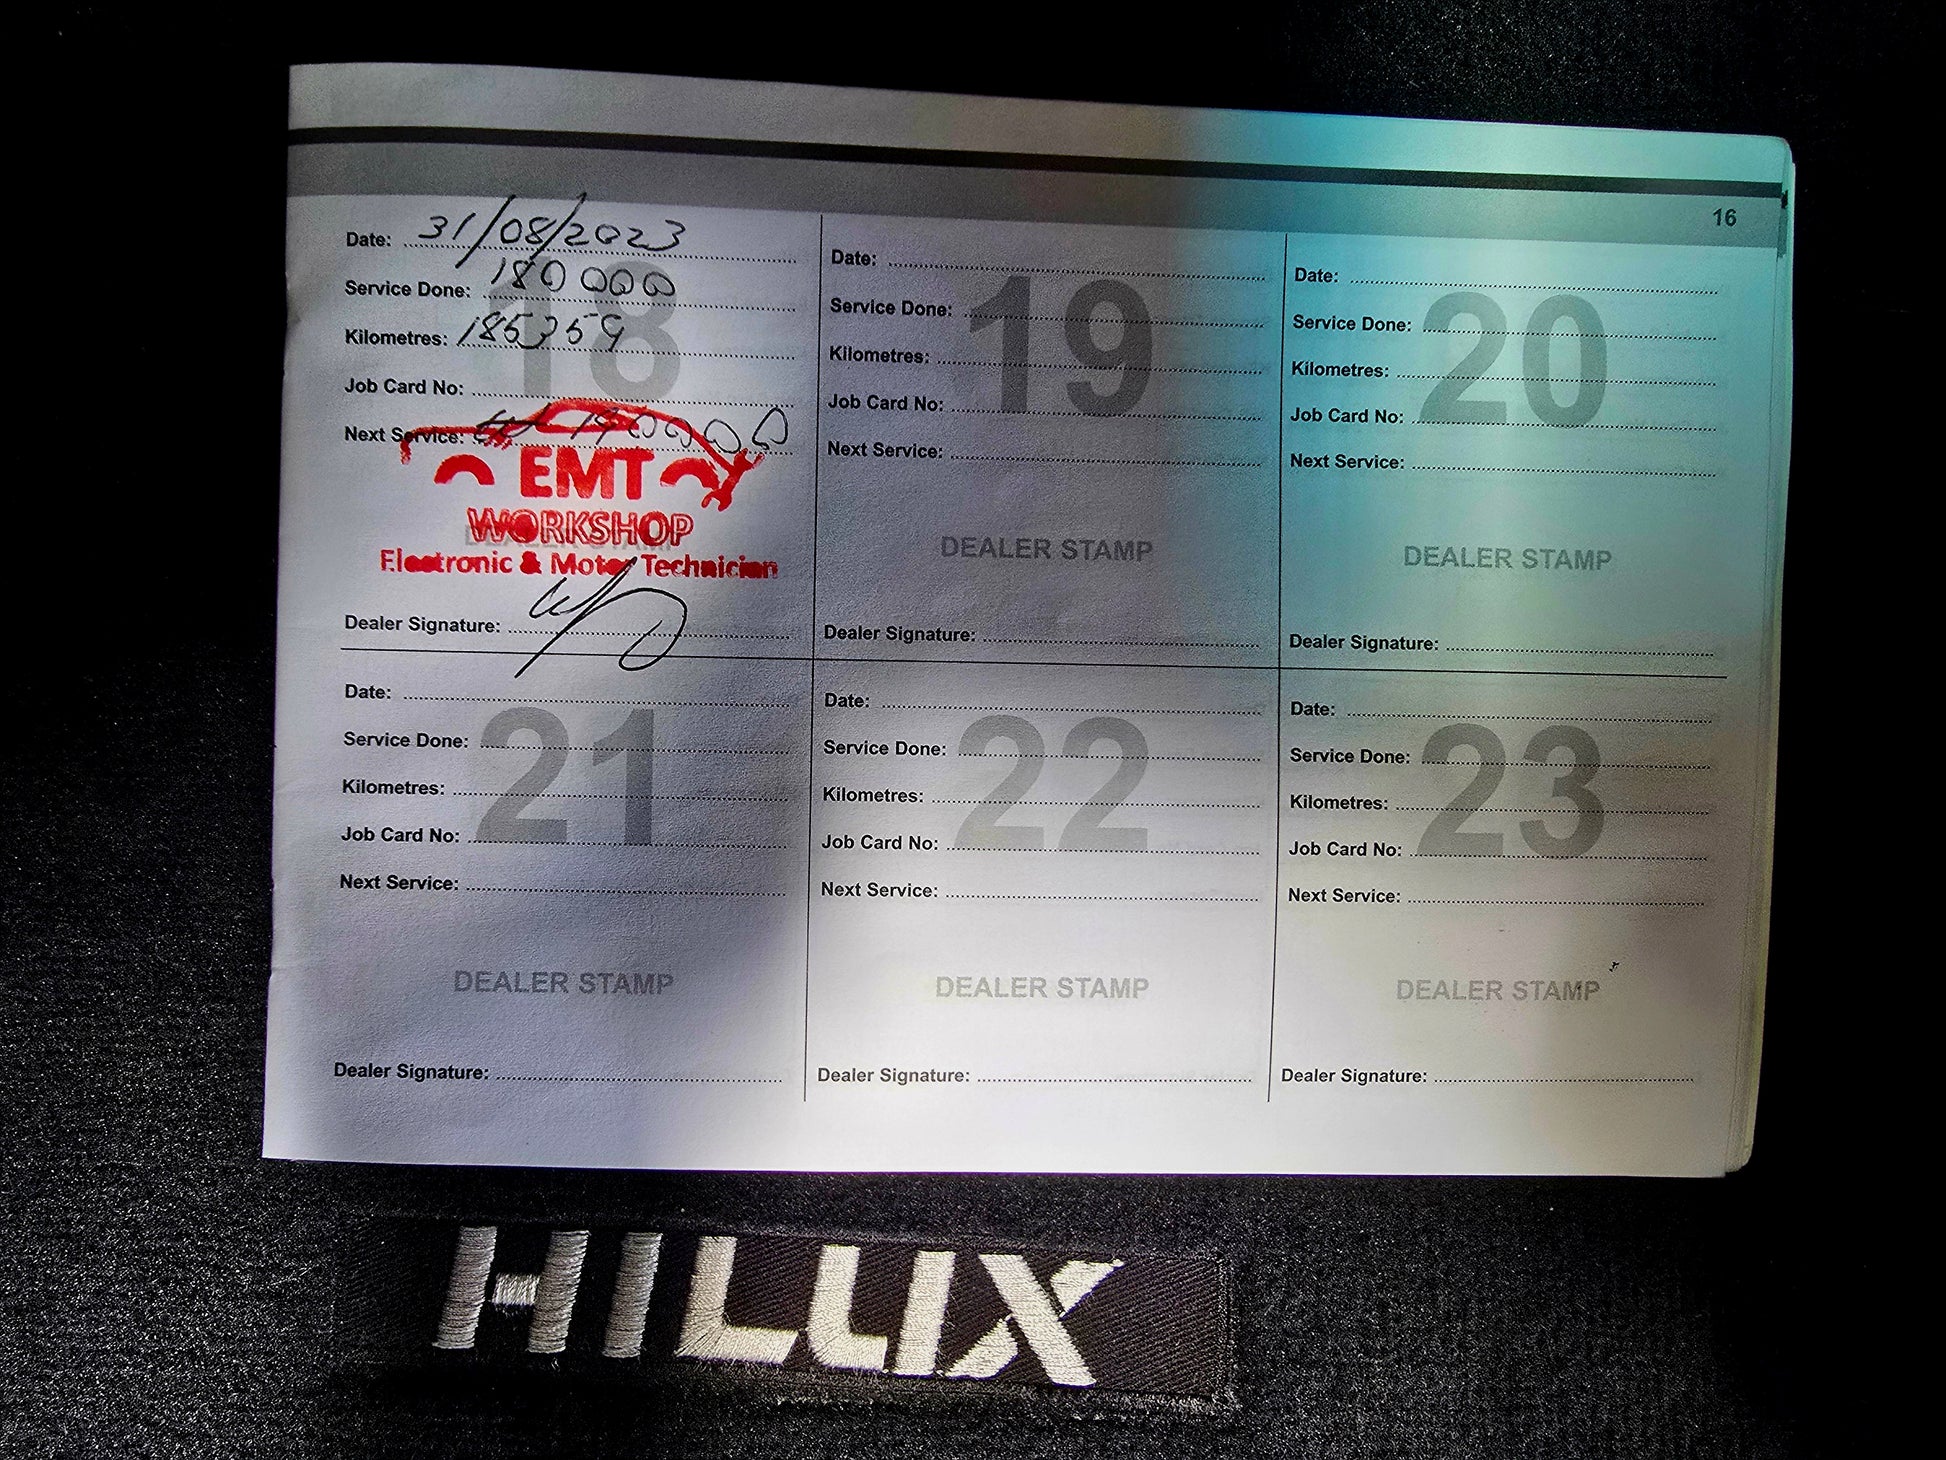 16
Date: 31/08/2023
Service Done: 180 000
Kilometres: 185359
Job Card No:
Next Service: 190000
18
EMT
WORKSHOP
Electronic & Motor Technician
Dealer Signature:
Date:
Service Done:
Kilometres:
Job Card No:
Next Service:
19
DEALER STAMP
Dealer Signature:
Date:
Service Done:
Kilometres:
Job Card No:
Next Service:
20
DEALER STAMP
Dealer Signature:
Date:
Service Done:
Kilometres:
Job Card No:
Next Service:
21
DEALER STAMP
Dealer Signature:
Date:
Service Done:
Kilometres:
Job Card No:
Next Service:
22
DEALER STAMP
Dealer Signature:
Date:
Service Done:
Kilometres:
Job Card No:
Next Service:
23
DEALER STAMP
Dealer Signature:
HILUX